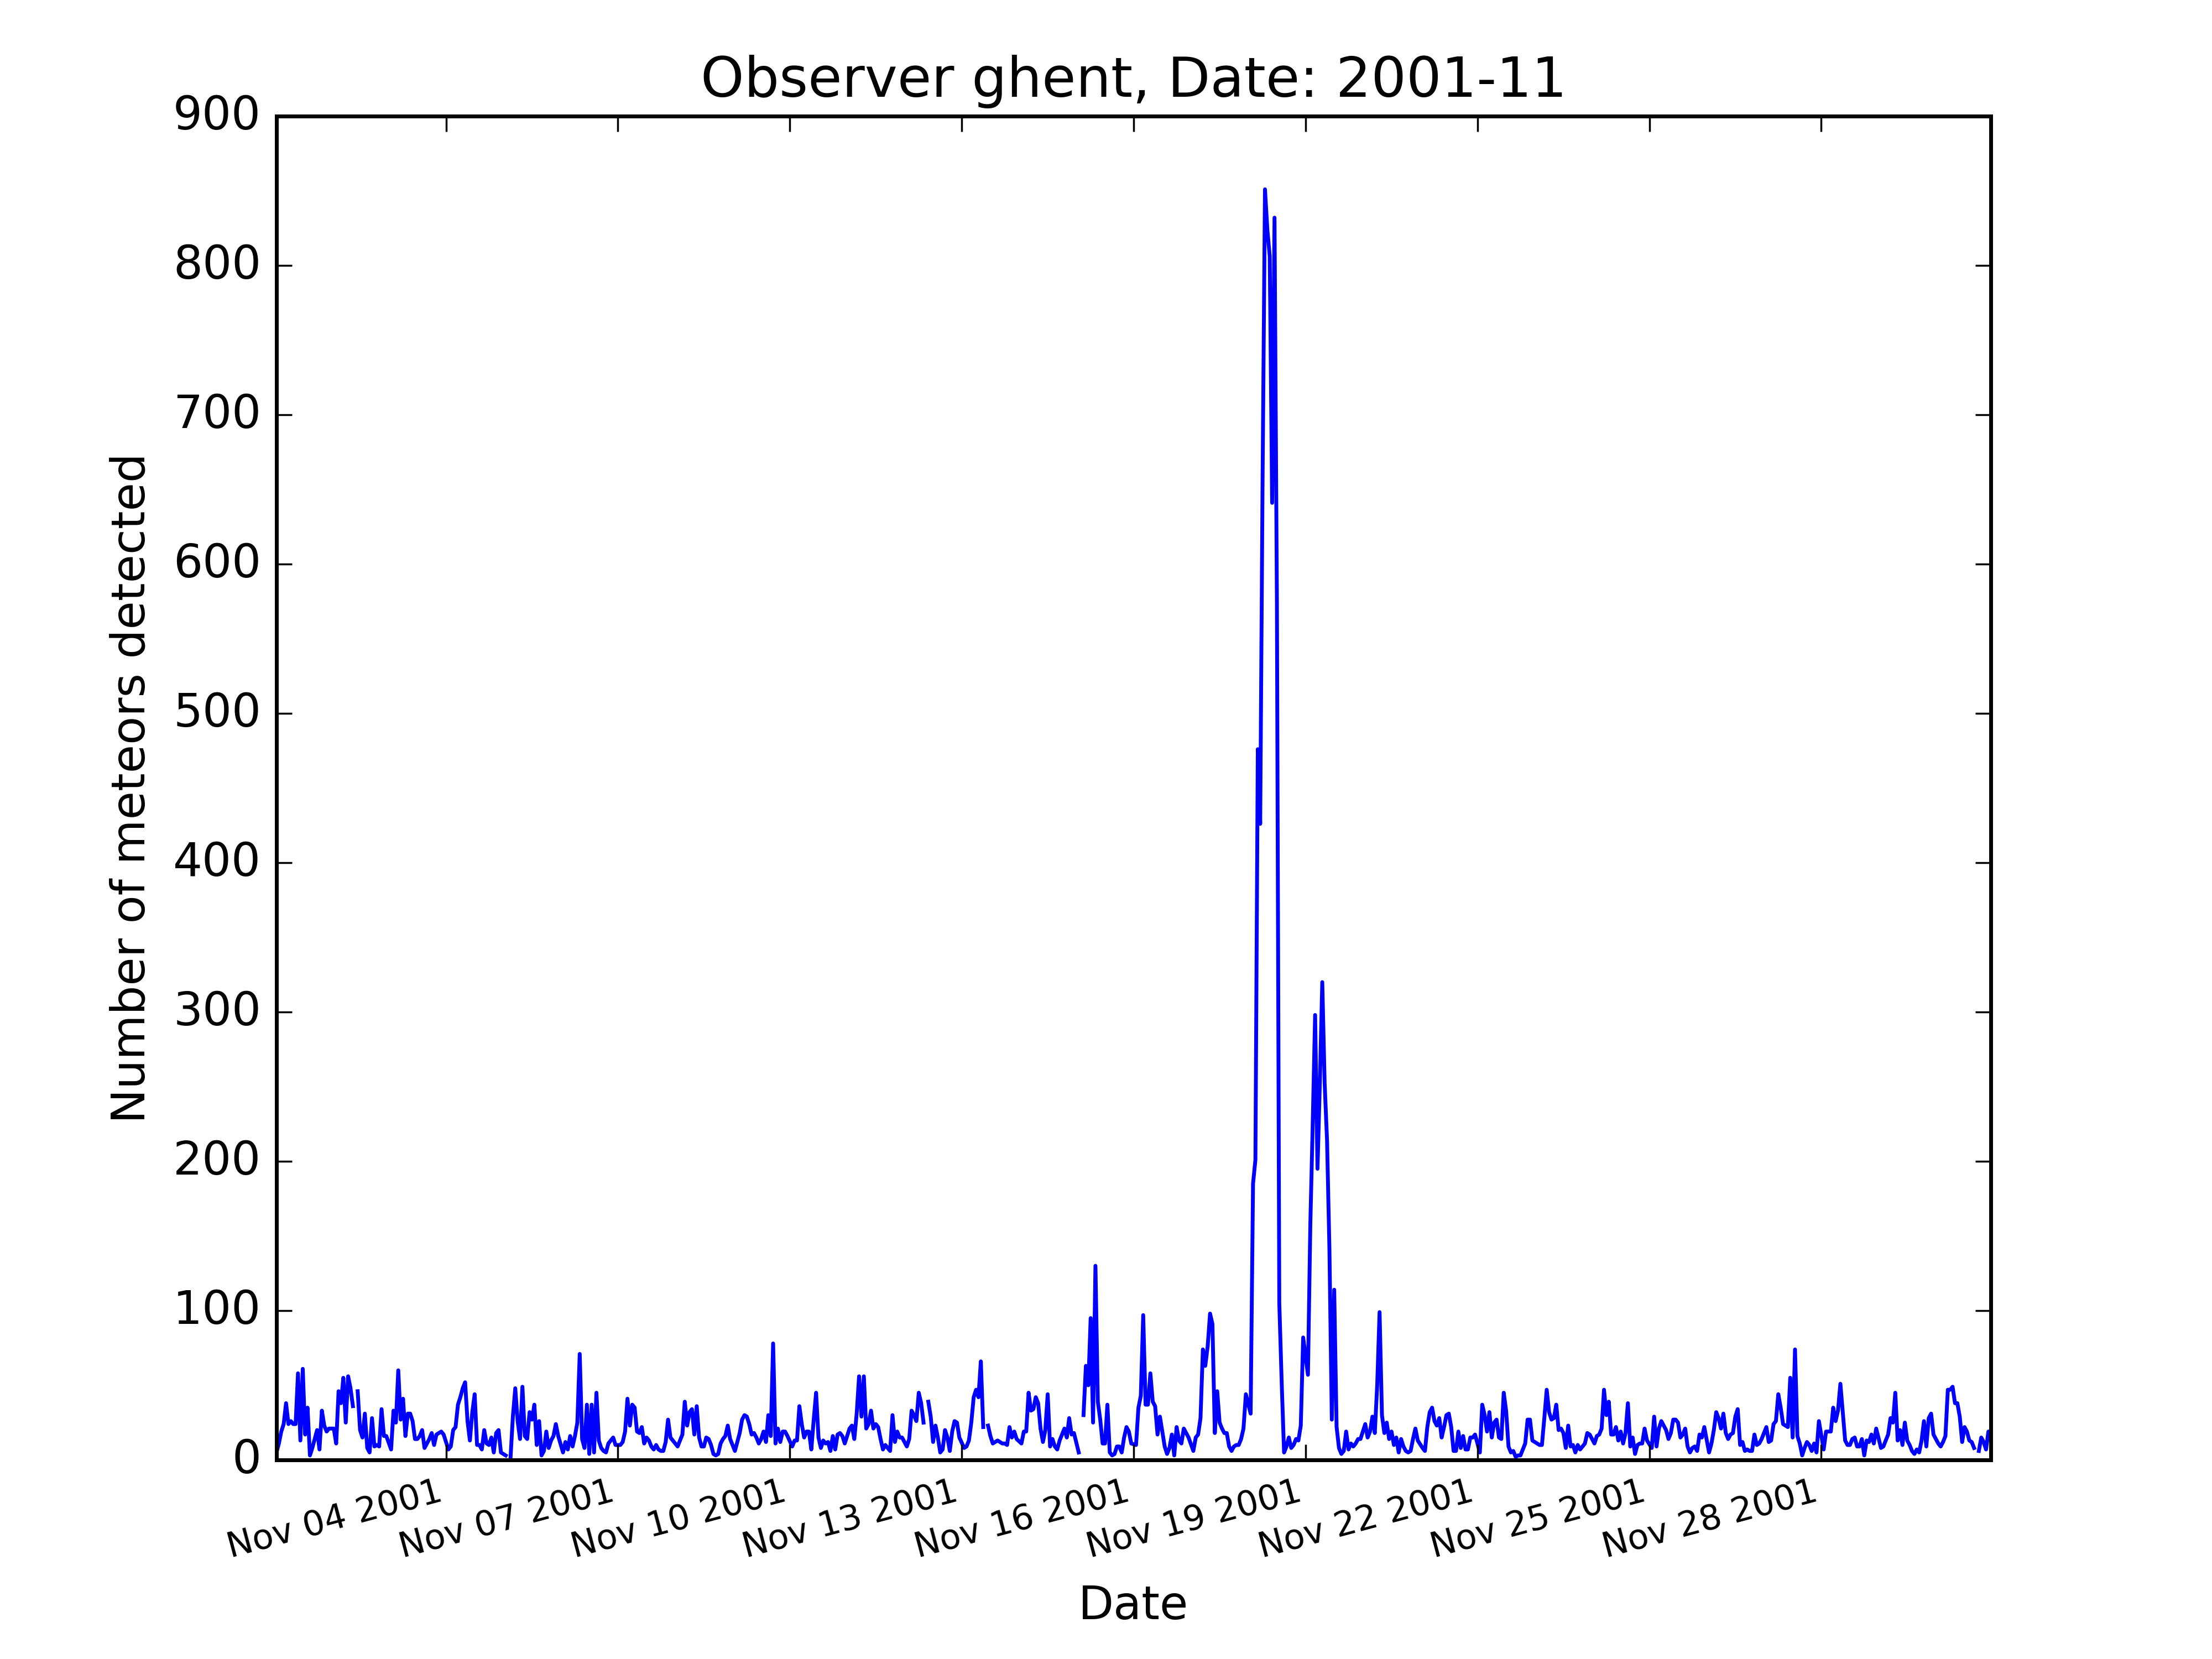 Observer ghent, Date: 2001-11
Number of meteors detected
900
800
700
600
500
400
300
200
100
0
Nov 04 2001
Nov 07 2001
Nov 10 2001
Nov 13 2001
Nov 16 2001
Nov 19 2001
Nov 22 2001
Nov 25 2001
Nov 28 2001
Date